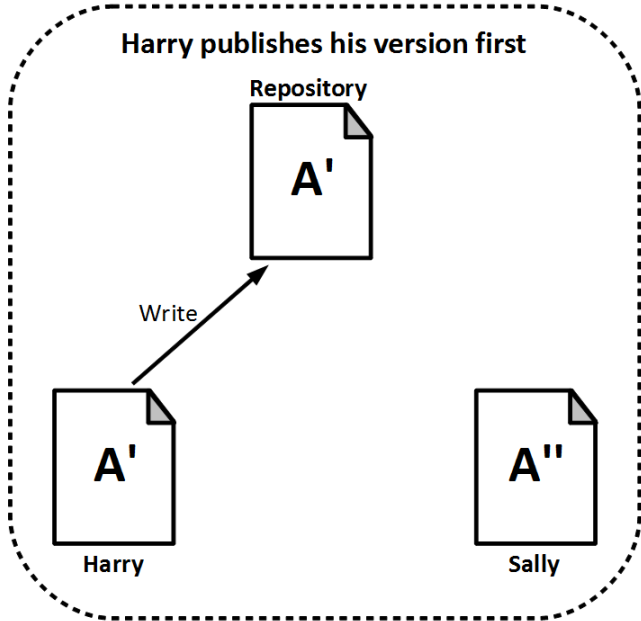 Harry publishes his version first
Repository
A'
Write
A'
A''
Harry
Sally